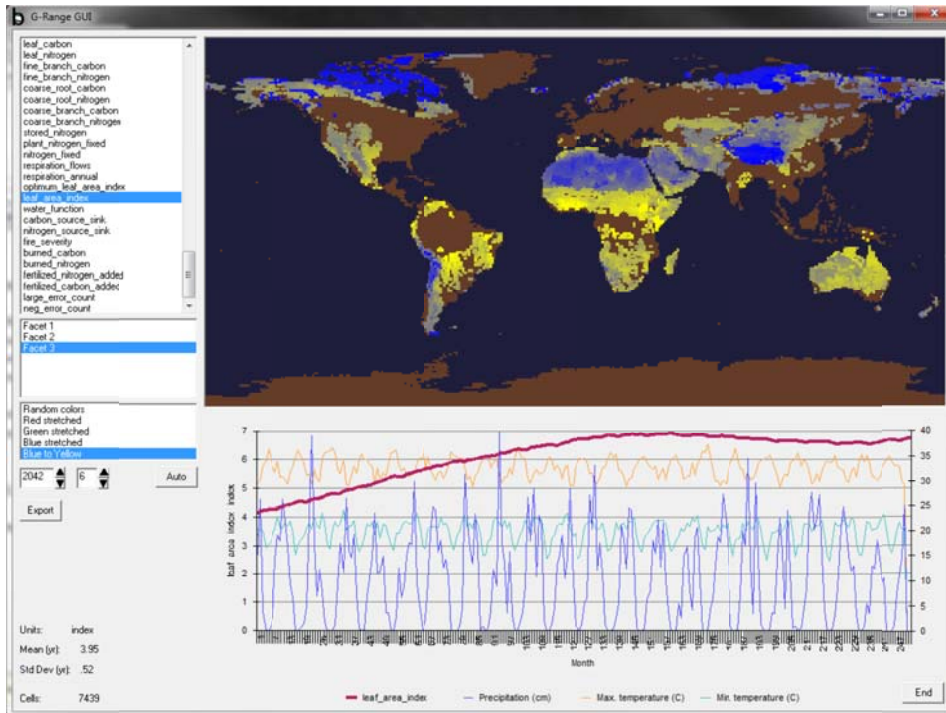 G-Range GUI
leaf_carbon
leaf_nitrogen
fine_branch_carbon
fine_branch_nitrogen
coarse_root_carbon
coarse_root_nitrogen
coarse_branch_carbon
coarse_branch_nitroger
stored_nitrogen
plant_nitrogen_fixed
nitrogen_fixed
respiration_flows
respiration_annual
optimum_leaf_area_index
leaf_area_index
water_function
carbon_source_sink
nitrogen_source_sink
fire_severity
burned_carbon
burned_nitrogen
fertilized_nitrogen_added
fertilized_carbon_added
large_error_count
neg_error_count
Facet 1
Facet 2
Facet 3
Random colors
Red stretched
Green stretched
Blue stretched
Blue to Yellow
2042 6 Auto
Export
7 40
6 35
5 30
25
4
3 20
15
2
10
1 5
0 0
leaf_area_index index
Month
Units: index
Mean (yr): 3.95
Std Dev (yr): .52
Cells: 7439
leaf_area_index Precipitation (cm) Max. temperature (C) Min. temperature (C)
End